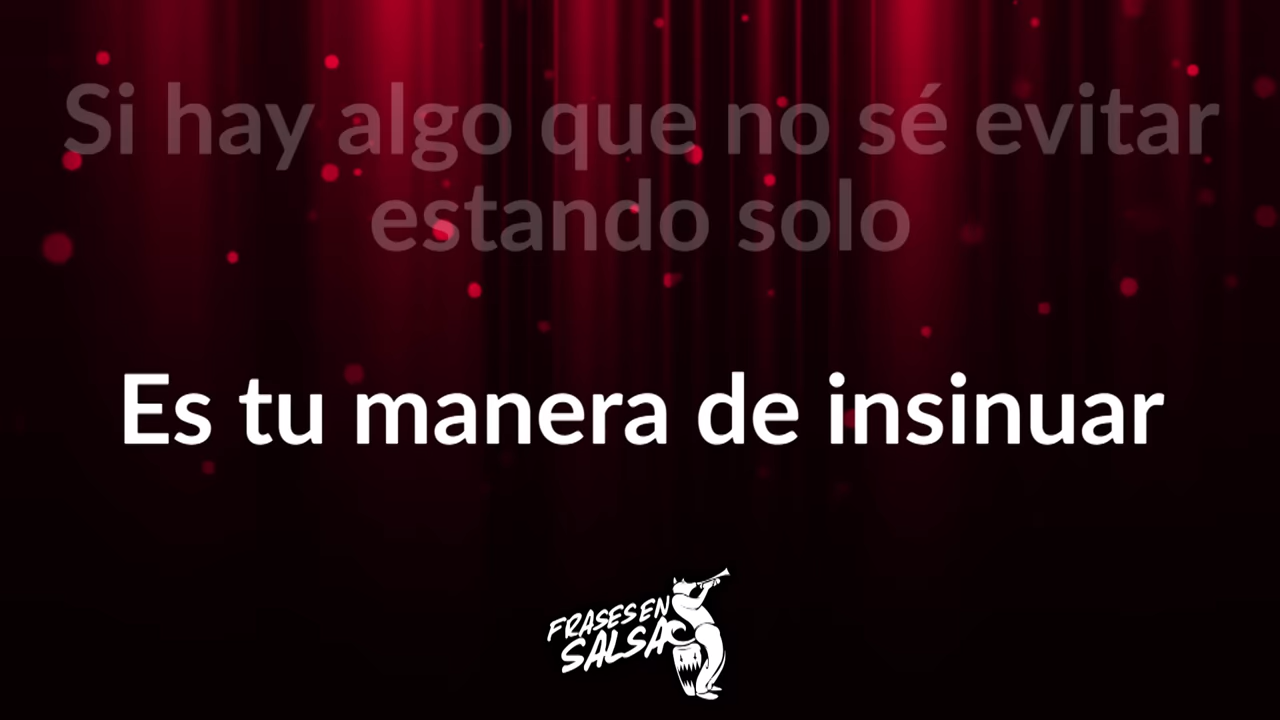 Si hay algo que no sé evitar
estando solo
Es tu manera de insinuar
FRASES EN
SALSA